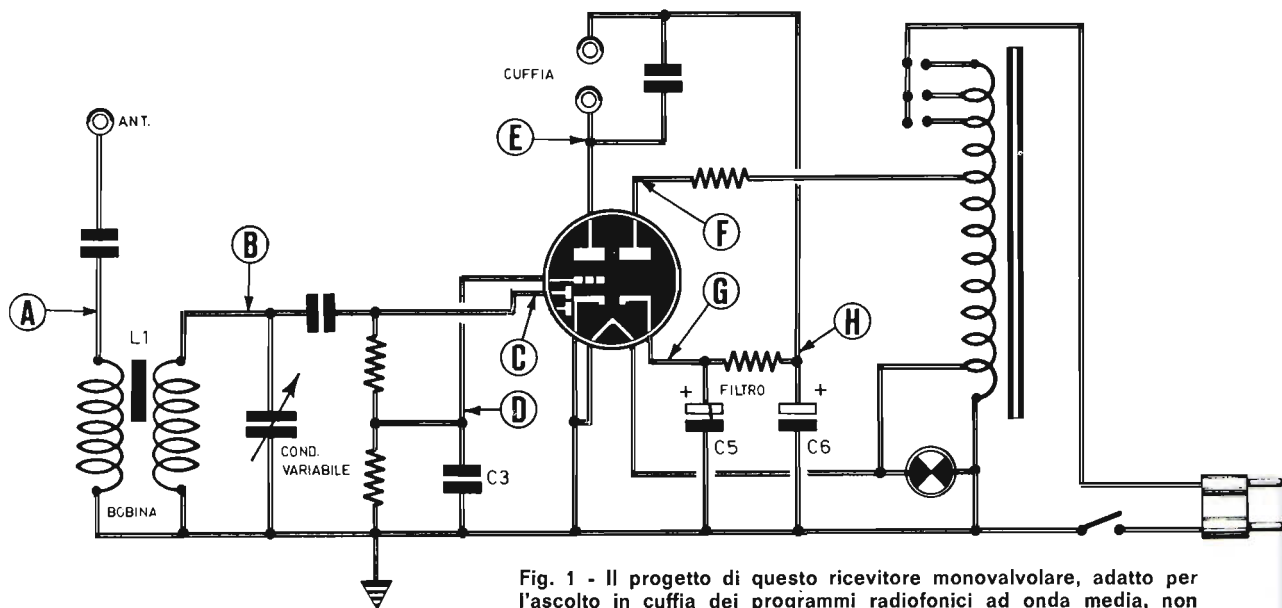 CUFFIA
ANT.
E
F
B
G
H
A
L1
C
+
FILTRO
+
D
COND.
VARIABILE
C3
C5
C6
BOBINA
Fig. 1 - Il progetto di questo ricevitore monovalvolare, adatto per
l'ascolto in cuffia dei programmi radiofonici ad onda media, non